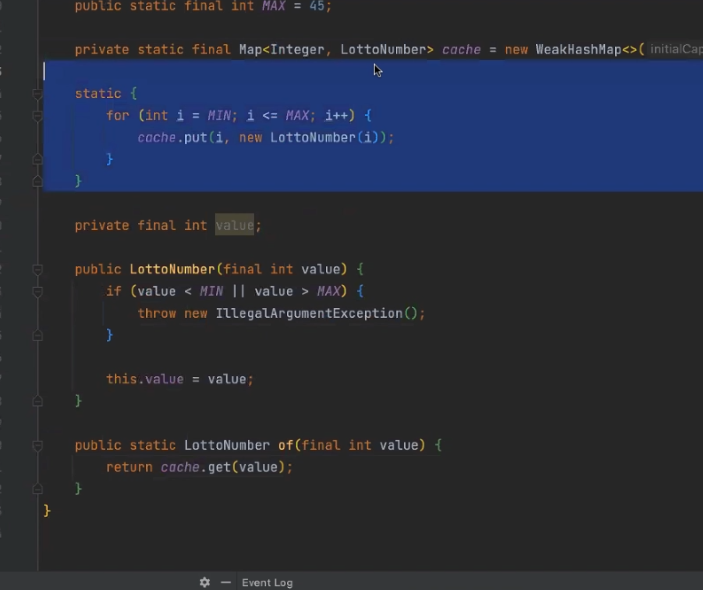 public static final int MAX = 45;
private static final Map<Integer, LottoNumber> cache = new WeakHashMap<>( initialCap
static {
for (int i = MIN; i <= MAX; i++) {
cache.put(i, new LottoNumber(i));
}
}
private final int value;
public LottoNumber(final int value) {
if (value < MIN || value > MAX) {
throw new IllegalArgumentException();
}
this.value = value;
}
public static LottoNumber of(final int value) {
return cache.get(value);
}
}
Event Log